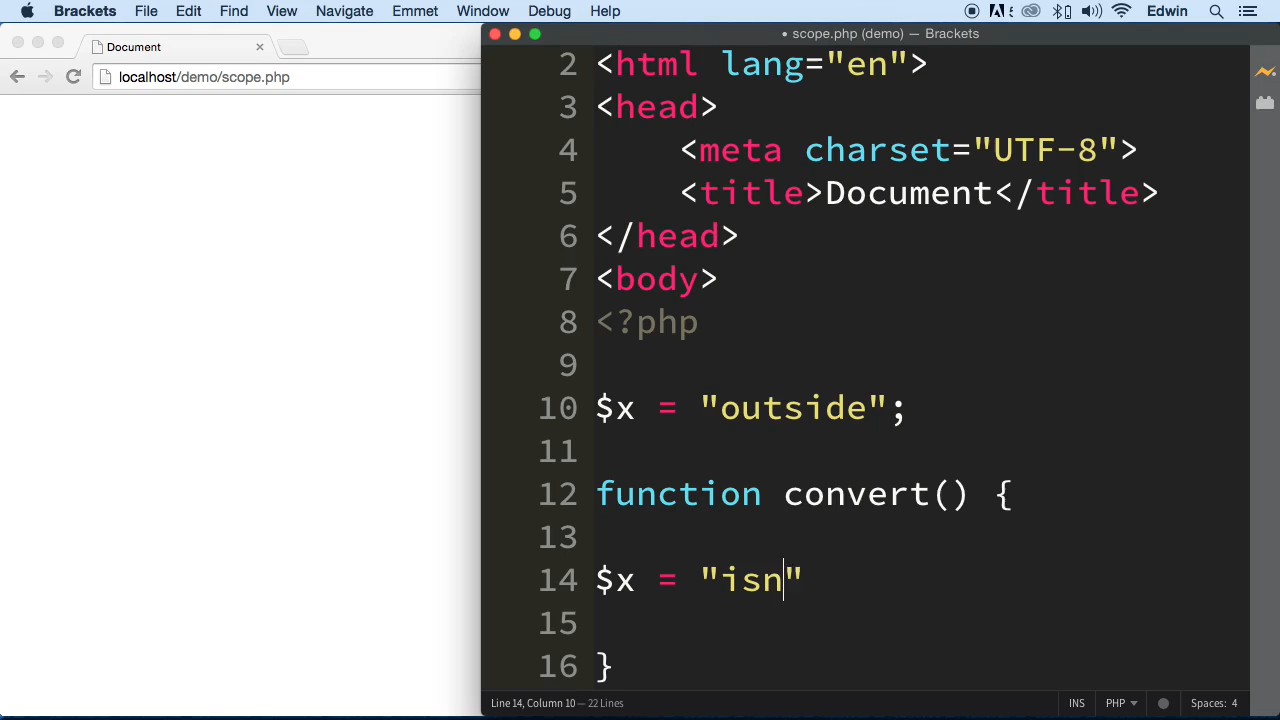 Brackets File Edit Find View Navigate Emmet Window Debug Help 5 Edwin
Document
localhost/demo/scope.php
• scope.php (demo) — Brackets
2 <html lang="en">
3 <head>
4 <meta charset="UTF-8">
5 <title>Document</title>
6 </head>
7 <body>
8 <?php
9
10 $x = "outside";
11
12 function convert() {
13
14 $x = "isn"
15
16 }
Line 14, Column 10 — 22 Lines INS PHP Spaces: 4